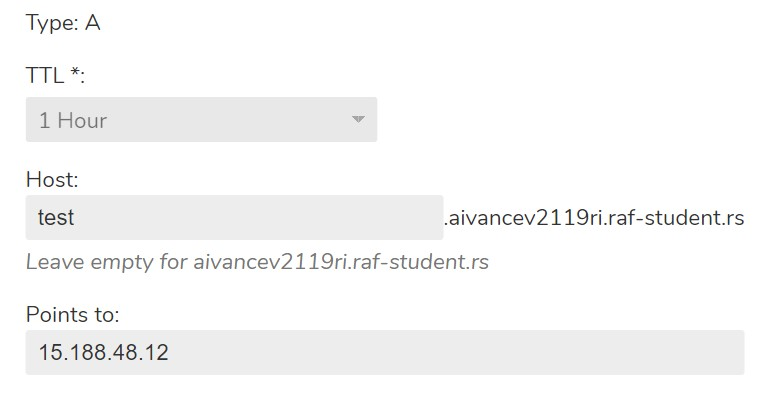 Type: A
TTL *:
1 Hour
Host:
test .aivancev2119ri.raf-student.rs
Leave empty for aivancev2119ri.raf-student.rs
Points to:
15.188.48.12